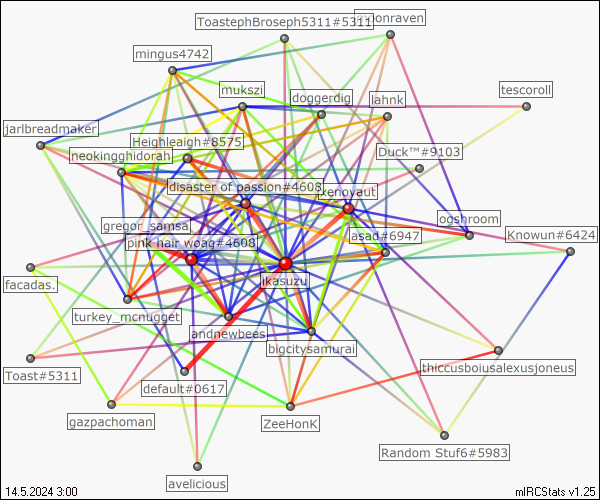 ToastephBroseph5311#5311
moonraven
mingus4742
mukszi
doggerdig
lahnk
tescoroll
jarlbreadmaker
Heighleigh#8575
neokingghidorah
Duck™#9103
disaster of passion#4608
xenoyaut
gregor_samsa
ogshroom
pink hair woag#4608
asad#6947
Knowun#6424
facadas.
ikasuzu
turkey_mcnugget
andnewbees
bigcitysamurai
Toast#5311
default#0617
thiccusboiusalexusjoneus
gazpachoman
ZeeHonK
Random Stuf6#5983
avelicious
14.5.2024 3:00
mIRCStats v1.25